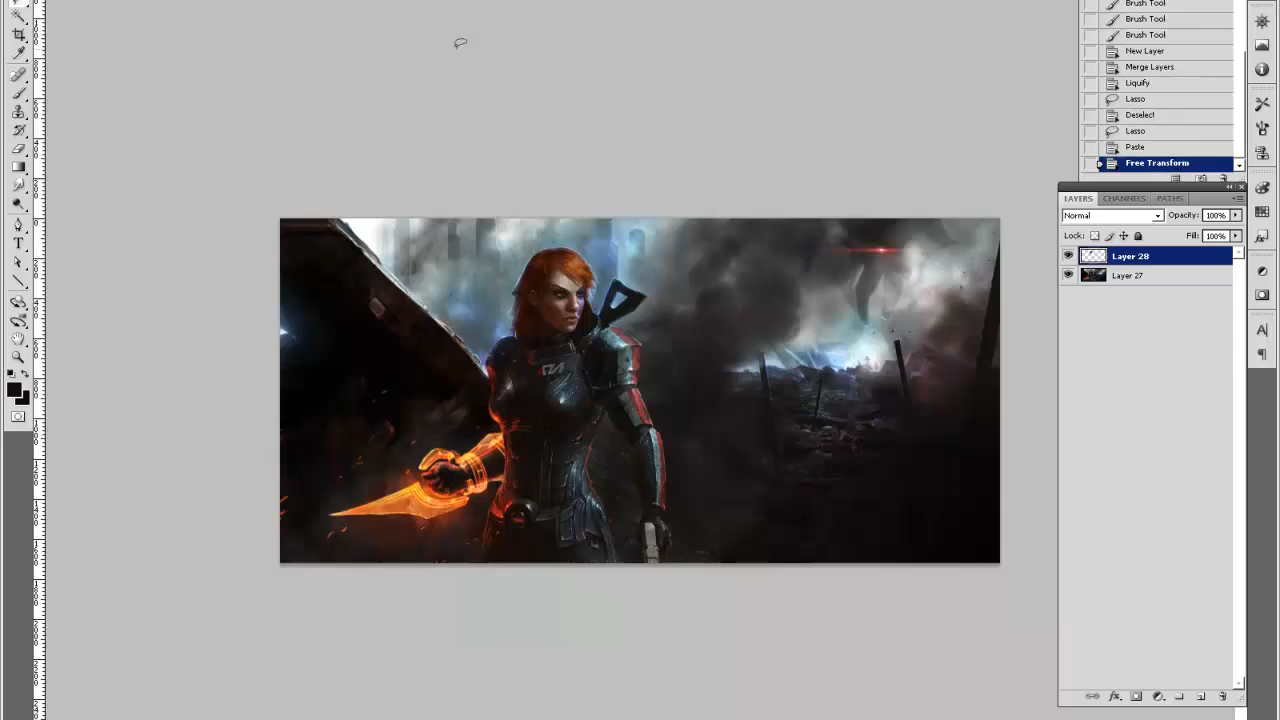 Brush Tool
Brush Tool
Brush Tool
New Layer
Merge Layers
Liquify
Lasso
Deselect
Lasso
Paste
Free Transform
LAYERS CHANNELS PATHS
Normal Opacity: 100%
Lock: Fill: 100%
Layer 28
Layer 27
N7